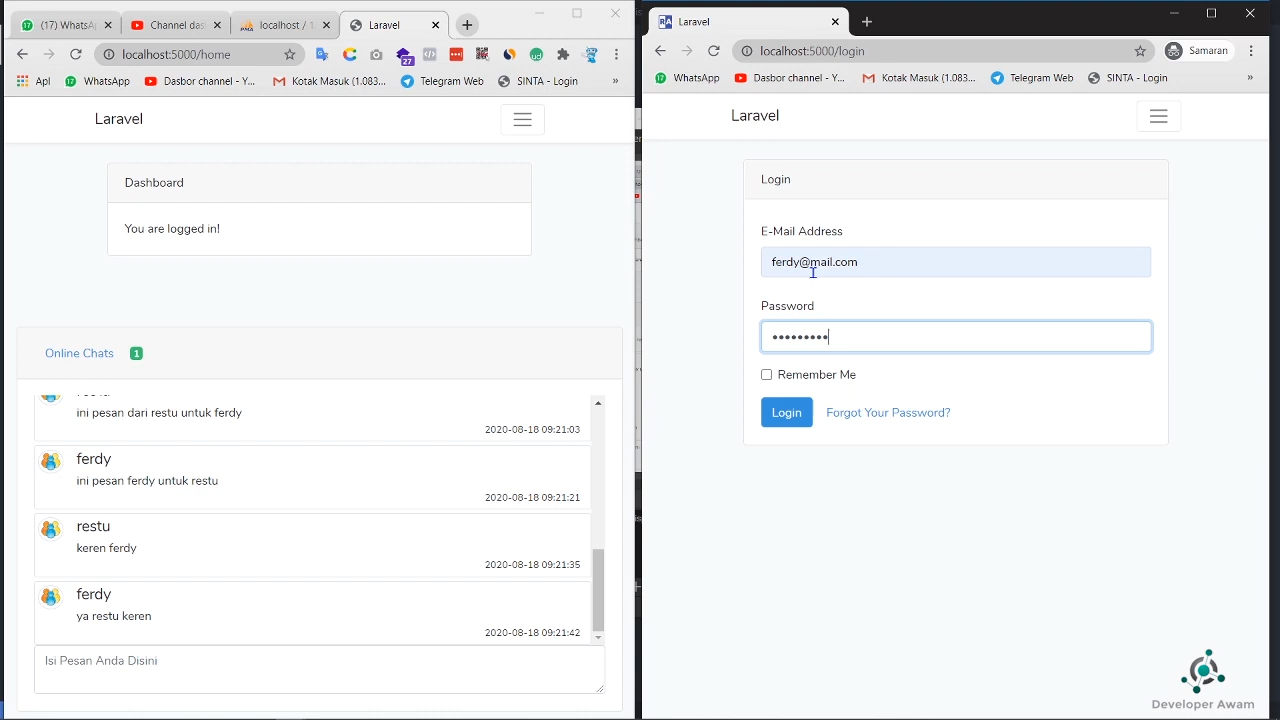 (17) WhatsA
Channel co
localhost / 1
localhost:5000/home
27
Apl
WhatsApp
Dasbor channel - Y...
Kotak Masuk (1.083...
Telegram Web
SINTA - Login
»
Laravel
Dashboard
You are logged in!
Online Chats 1
ini pesan dari restu untuk ferdy
2020-08-18 09:21:03
ferdy
ini pesan ferdy untuk restu
2020-08-18 09:21:21
restu
keren ferdy
2020-08-18 09:21:35
ferdy
ya restu keren
2020-08-18 09:21:42
Isi Pesan Anda Disini
RA Laravel
localhost:5000/login
Samaran
WhatsApp
Dasbor channel - Y...
Kotak Masuk (1.083...
Telegram Web
SINTA - Login
»
Laravel
Login
E-Mail Address
ferdy@mail.com
Password
•••••••••
Remember Me
Login Forgot Your Password?
Developer Awam